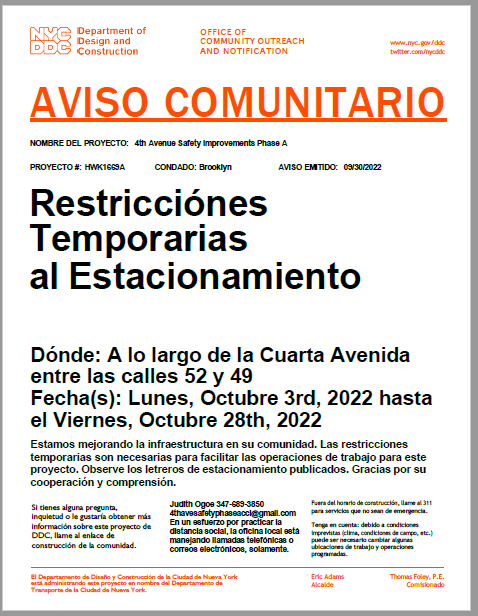 NYC
DDC
Department of
Design and
Construction
OFFICE OF
COMMUNITY OUTREACH
AND NOTIFICATION
www.nyc.gov/ddc
twitter.com/nycddc
AVISO COMUNITARIO
NOMBRE DEL PROYECTO: 4th Avenue Safety Improvements Phase A
PROYECTO #: HWK1669A CONDADO: Brooklyn AVISO EMITIDO: 09/30/2022
Restricciónes
Temporarias
al Estacionamiento
Dónde: A lo largo de la Cuarta Avenida
entre las calles 52 y 49
Fecha(s): Lunes, Octubre 3rd, 2022 hasta
el Viernes, Octubre 28th, 2022
Estamos mejorando la infraestructura en su comunidad. Las restricciones
temporarias son necesarias para facilitar las operaciones de trabajo para este
proyecto. Observe los letreros de estacionamiento publicados. Gracias por su
cooperación y comprensión.
Si tienes alguna pregunta,
inquietud o le gustaría obtener más
información sobre este proyecto de
DDC, llame al enlace de
construcción de la comunidad.
Judith Ogoe 347-689-3850
4thavesafetyphaseaccl@gmail.com
En un esfuerzo por practicar la
distancia social, la oficina local está
manejando llamadas telefónicas o
correos electrónicos, solamente.
Fuera del horario de construcción, llame al 311
para servicios que no sean de emergencia.
Tenga en cuenta: debido a condiciones
imprevistas (clima, condiciones de campo, etc.)
puede ser necesario cambiar algunas
ubicaciones de trabajo y operaciones
programadas.
El Departamento de Diseño y Construcción de la Ciudad de Nueva York
está administrando este proyecto en nombre del Departamento de
Transporte de la Ciudad de Nueva York.
Eric Adams
Alcalde
Thomas Foley, P.E.
Comisionado